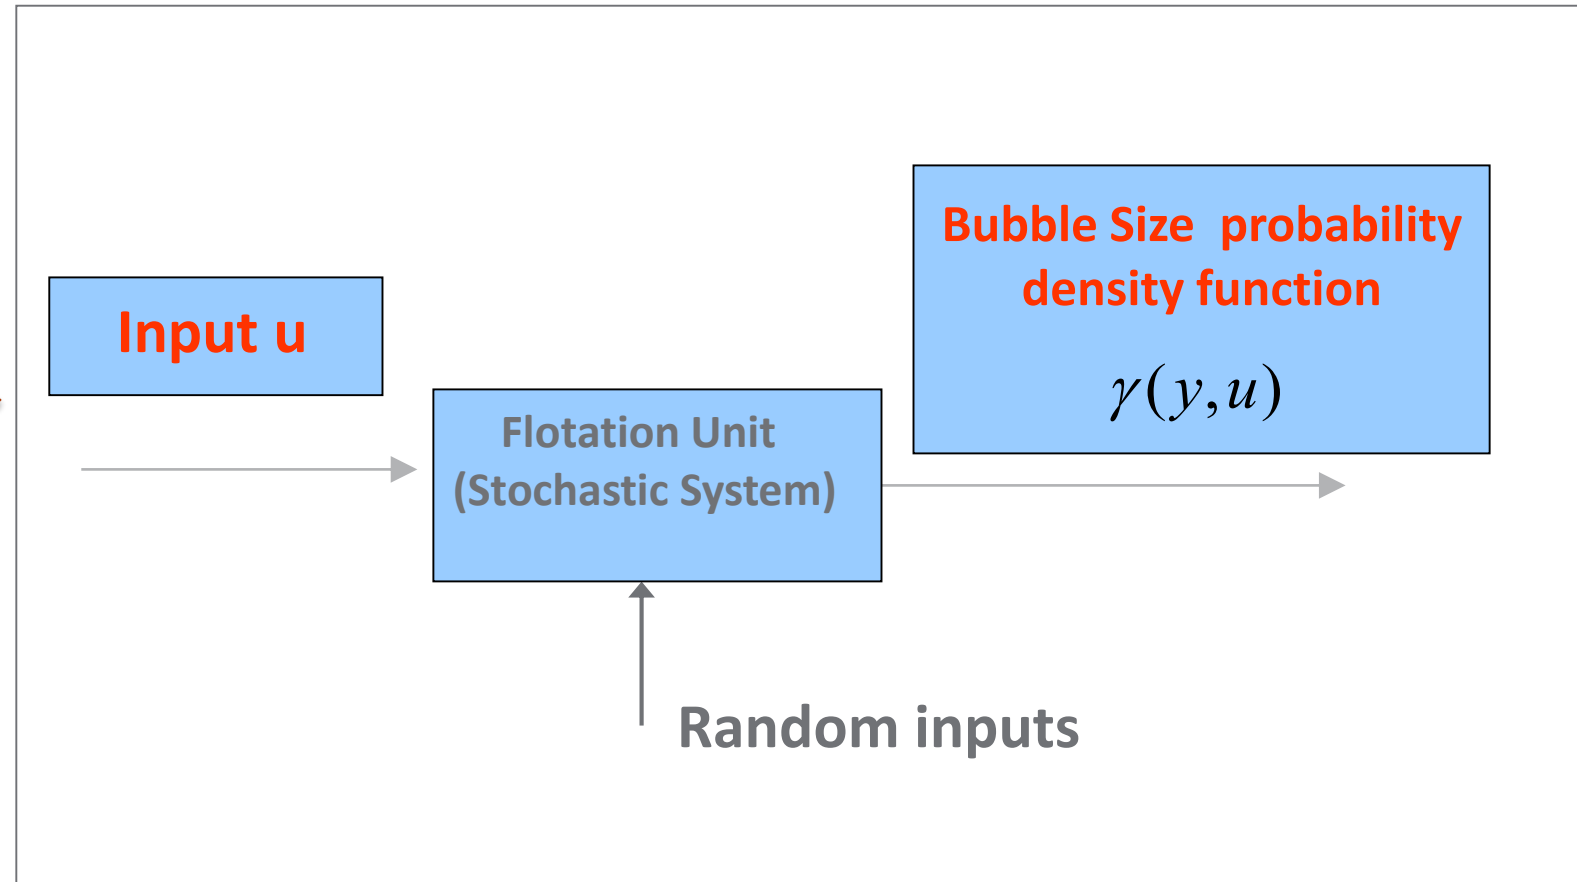 Input u
Bubble Size  probability
density function
γ(y,u)
Flotation Unit
(Stochastic System)
Random inputs